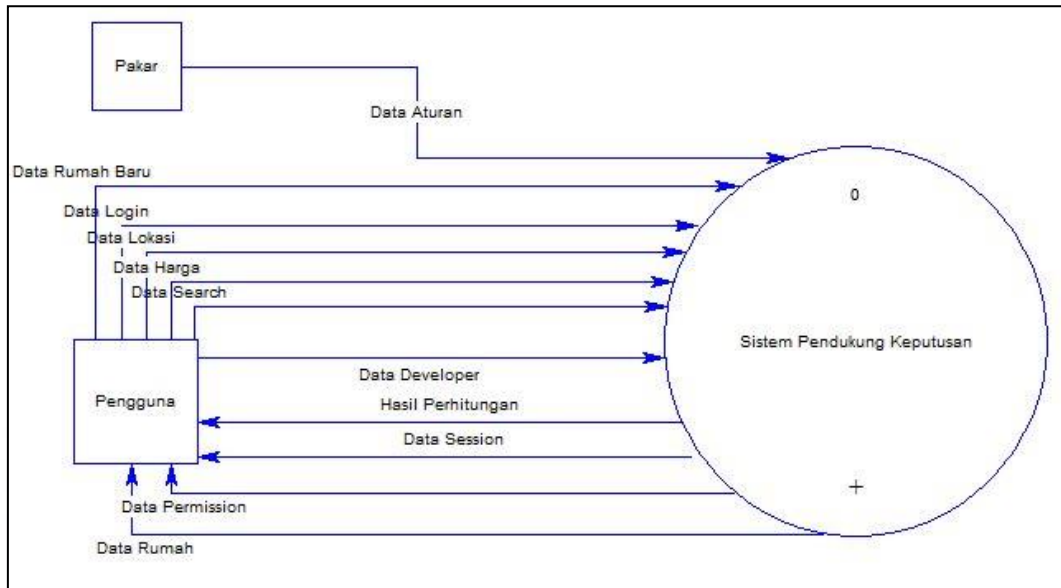 Pakar
Data Aturan
Data Rumah Baru
0
Data Login
Data Lokasi
Data Harga
Data Search
Sistem Pendukung Keputusan
Data Developer
Pengguna
Hasil Perhitungan
Data Session
+
Data Permission
Data Rumah